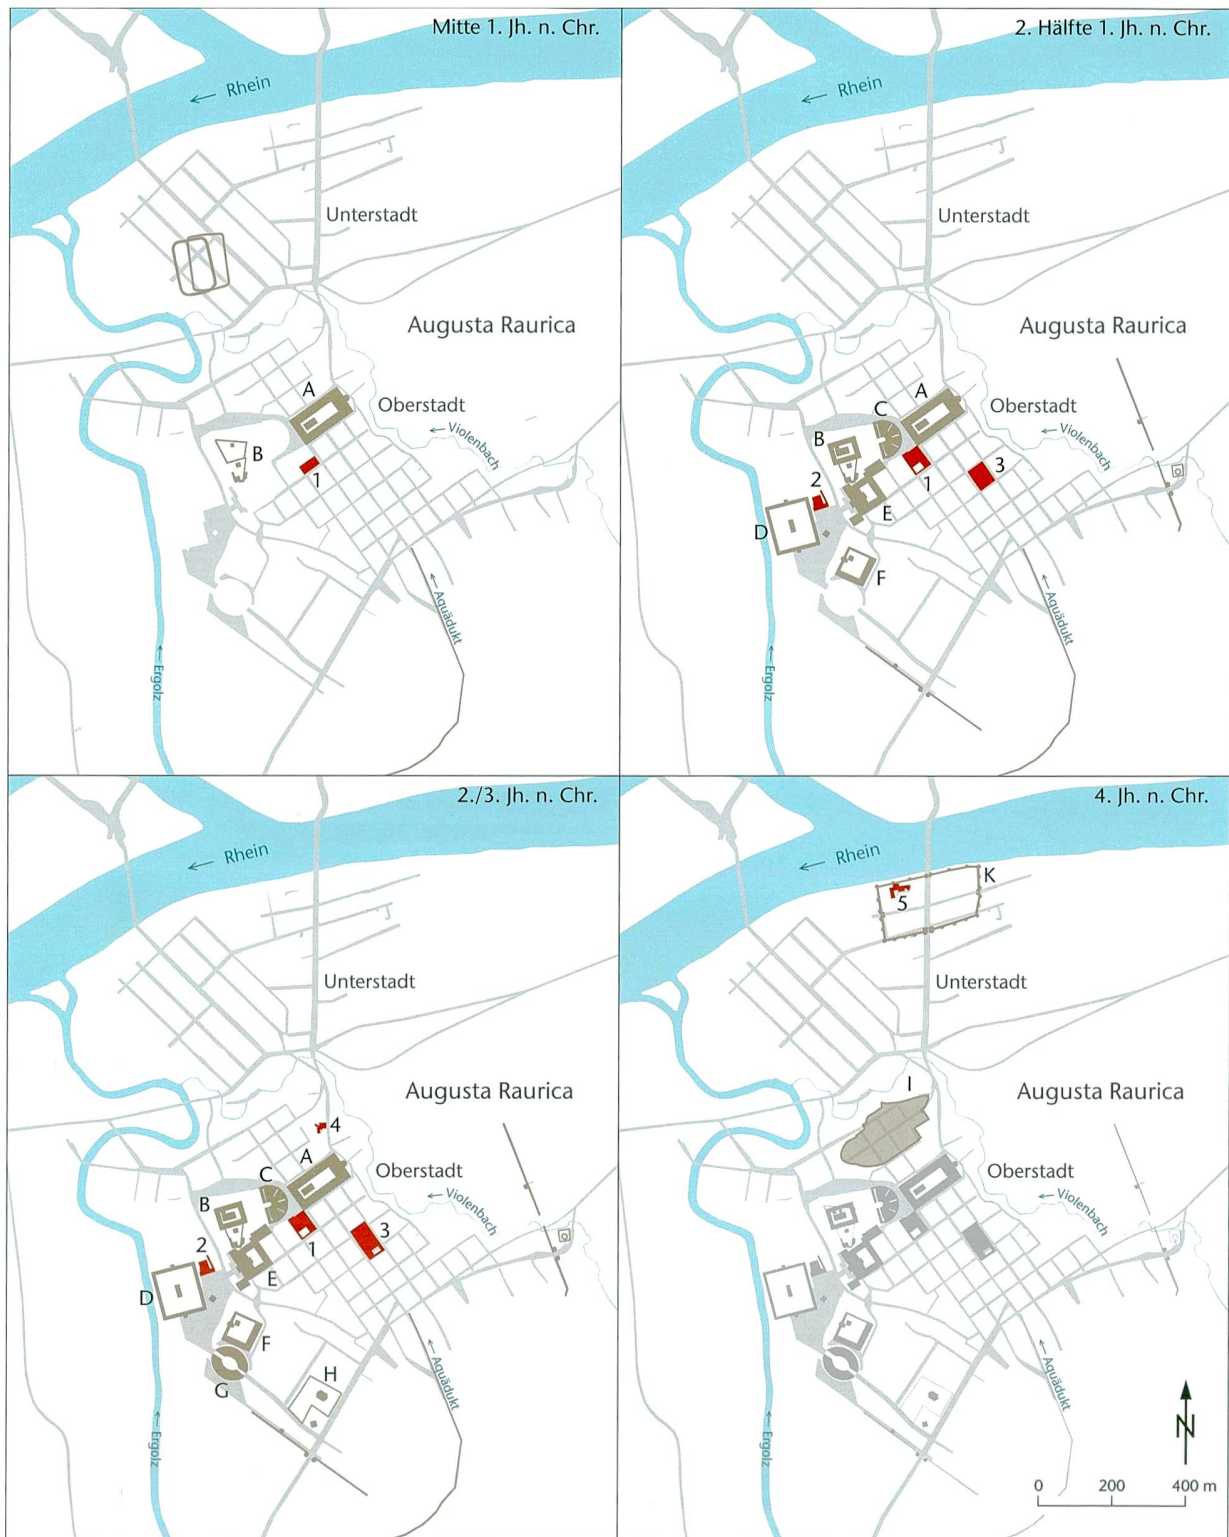 Mitte 1. Jh. n. Chr.
← Rhein
Unterstadt
Augusta Raurica
A
Oberstadt
← Violenbach
B
1
← Aquädukt
← Ergolz
2. Hälfte 1. Jh. n. Chr.
← Rhein
Unterstadt
Augusta Raurica
A
C
Oberstadt
← Violenbach
B
3
2
1
E
D
F
← Aquädukt
← Ergolz
2./3. Jh. n. Chr.
← Rhein
Unterstadt
Augusta Raurica
4
A
C
Oberstadt
← Violenbach
B
3
2
1
E
D
F
H
G
← Aquädukt
← Ergolz
4. Jh. n. Chr.
← Rhein
K
5
Unterstadt
I
Augusta Raurica
Oberstadt
← Violenbach
← Aquädukt
← Ergolz
N
0 200 400 m